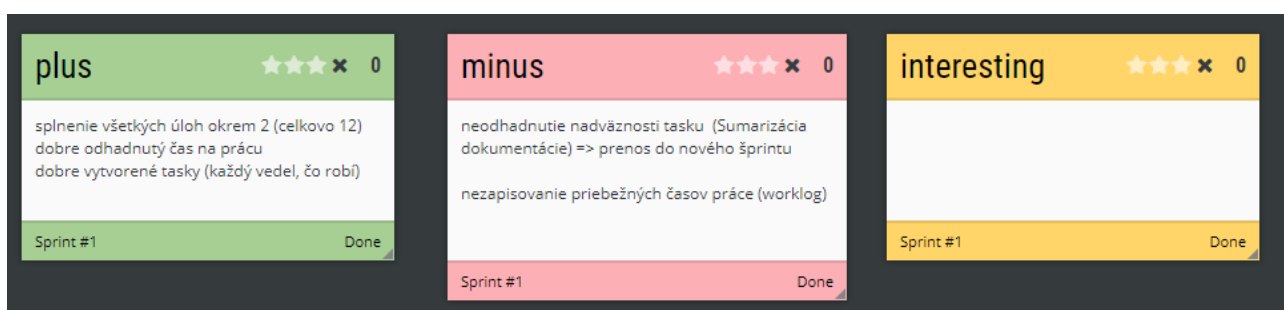 plus 0
splnenie všetkých úloh okrem 2 (celkovo 12)
dobre odhadnutý čas na prácu
dobre vytvorené tasky (každý vedel, čo robí)
Sprint #1 Done
minus 0
neodhadnutie nadväznosti tasku (Sumarizácia
dokumentácie) => prenos do nového šprintu
nezapisovanie priebežných časov práce (worklog)
Sprint #1 Done
interesting 0
Sprint #1 Done